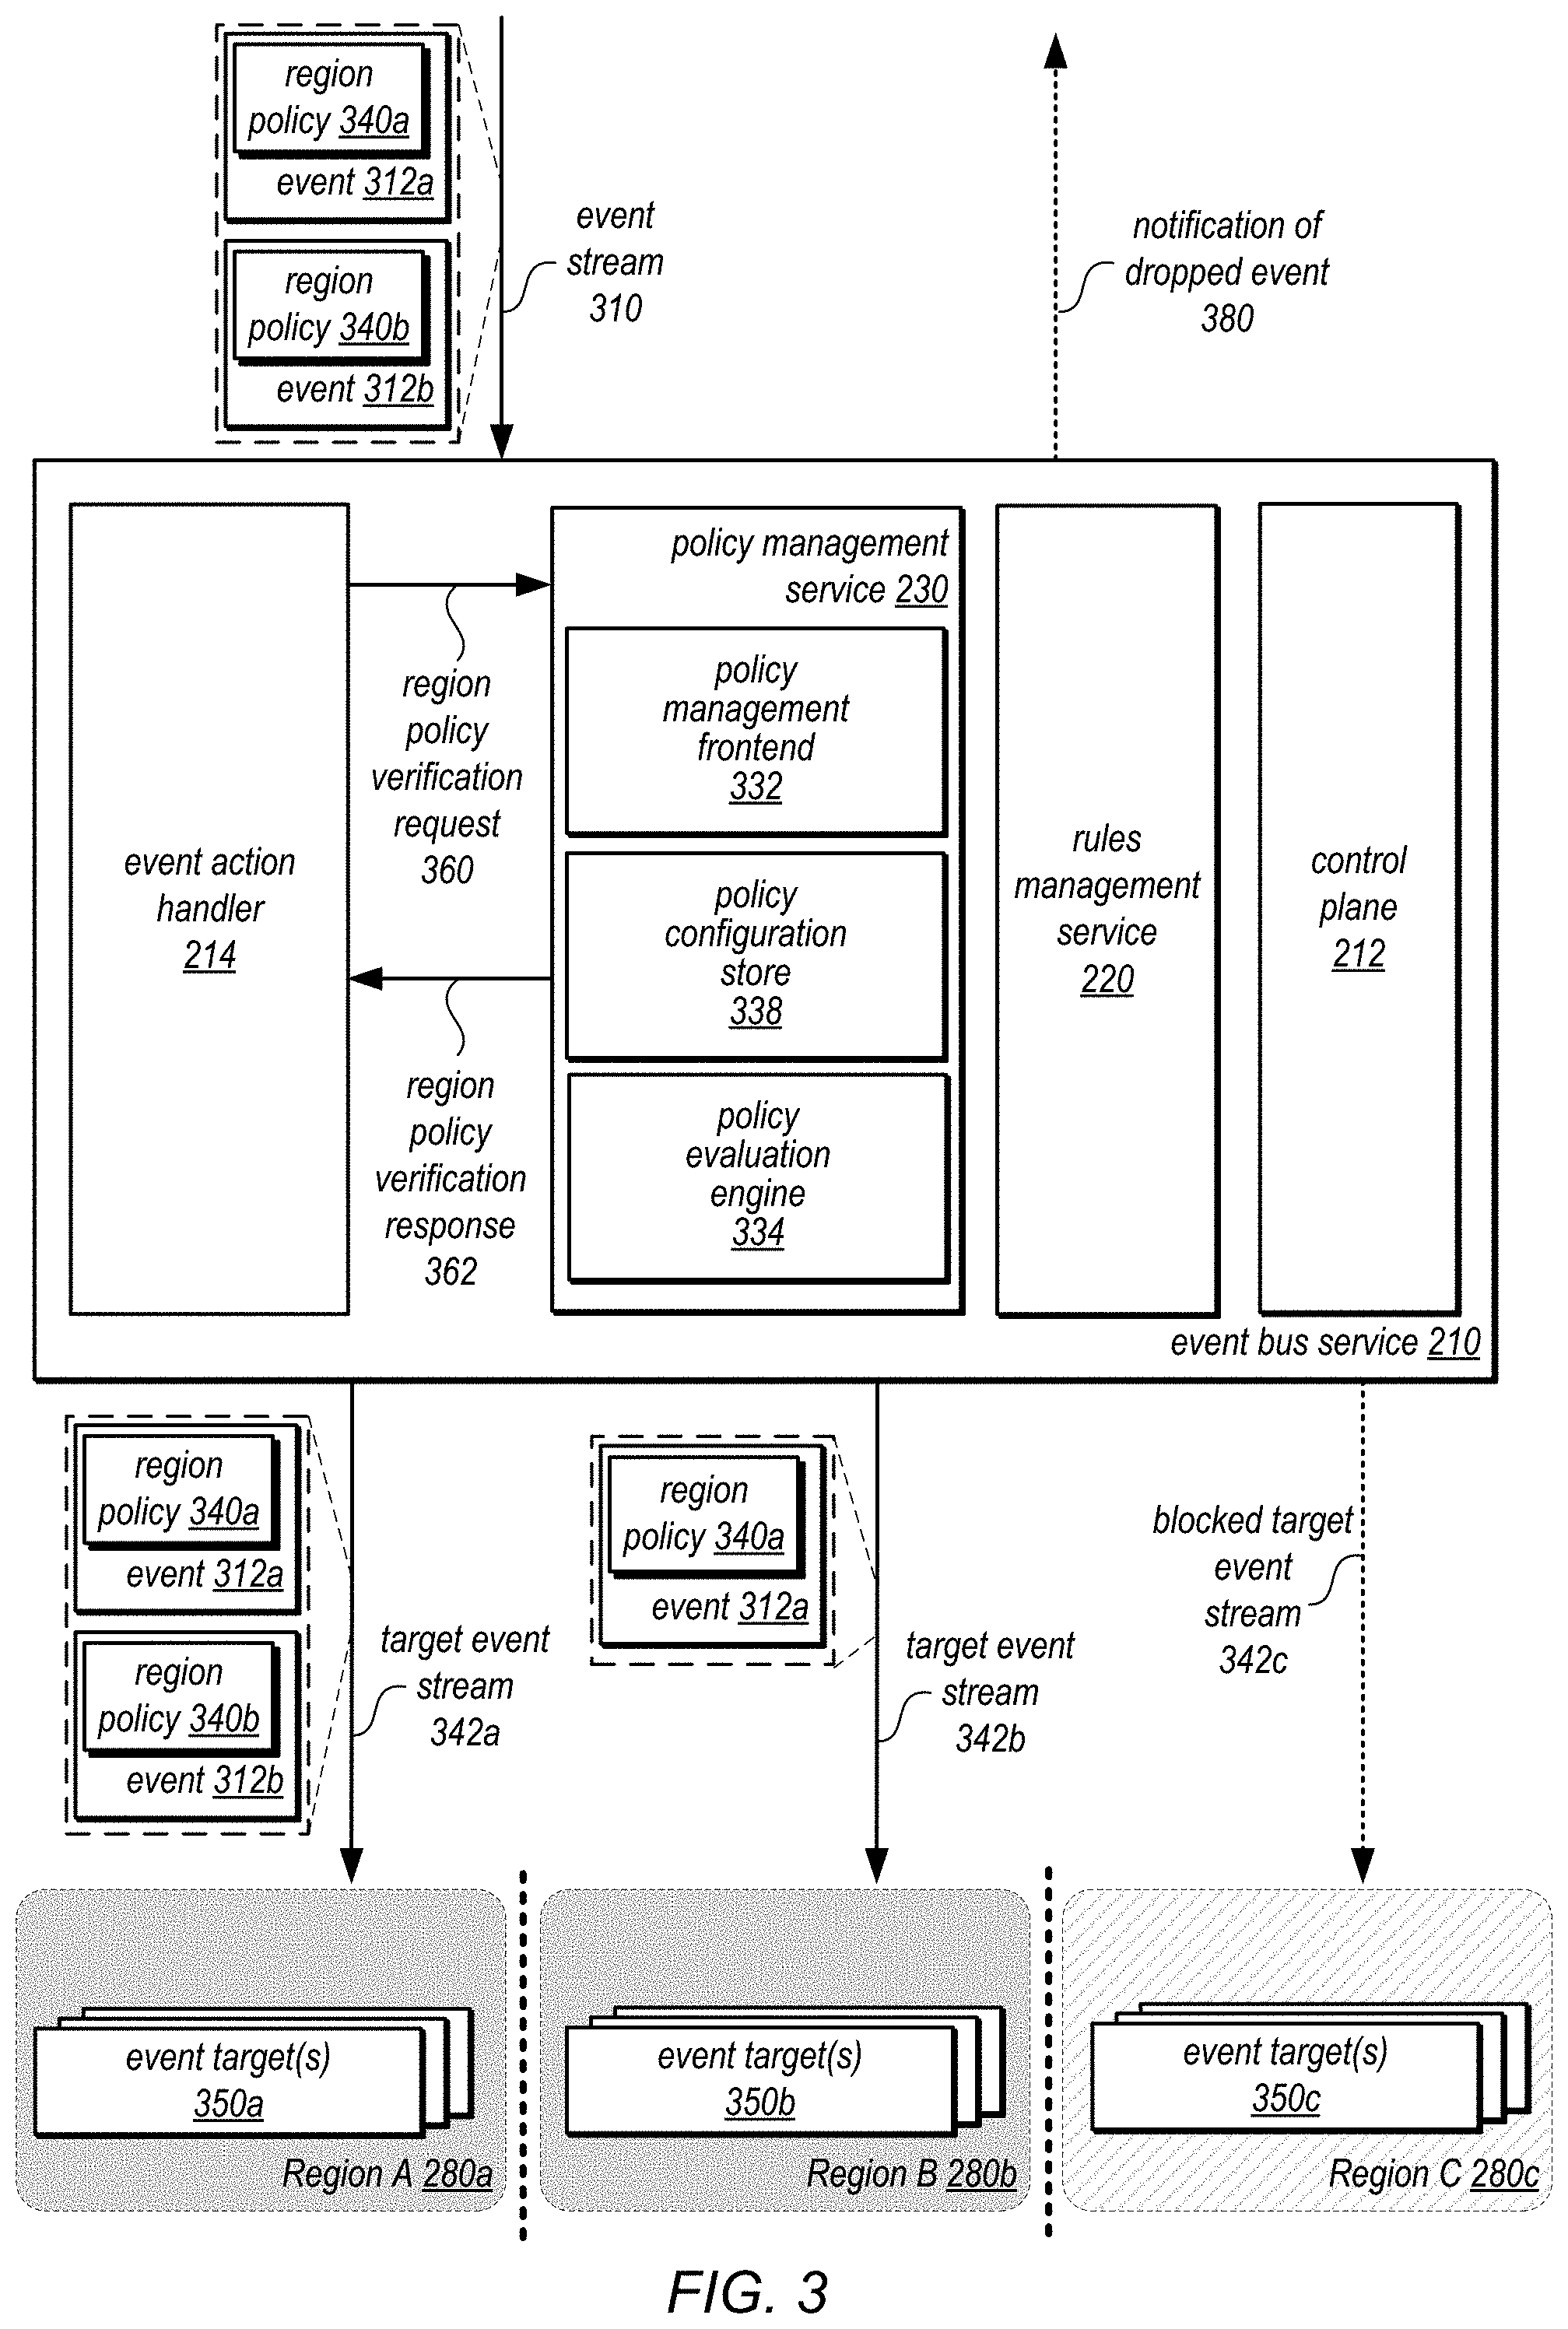 region
policy 340a
event 312a
region
policy 340b
event 312b
event
stream
310
notification of
dropped event
380
event action
handler
214
region
policy
verification
request
360
region
policy
verification
response
362
policy management
service 230
policy
management
frontend
332
policy
configuration
store
338
policy
evaluation
engine
334
rules
management
service
220
control
plane
212
event bus service 210
region
policy 340a
event 312a
region
policy 340b
event 312b
target event
stream
342a
region
policy 340a
event 312a
target event
stream
342b
blocked target
event
stream
342c
event target(s)
350a
Region A 280a
event target(s)
350b
Region B 280b
event target(s)
350c
Region C 280c
FIG. 3